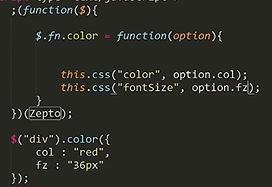 ;(function($){
$.fn.color = function(option){
this.css("color", option.col);
this.css("fontSize", option.fz);
}
})(Zepto);
$("div").color({
col : "red",
fz : "36px"
});